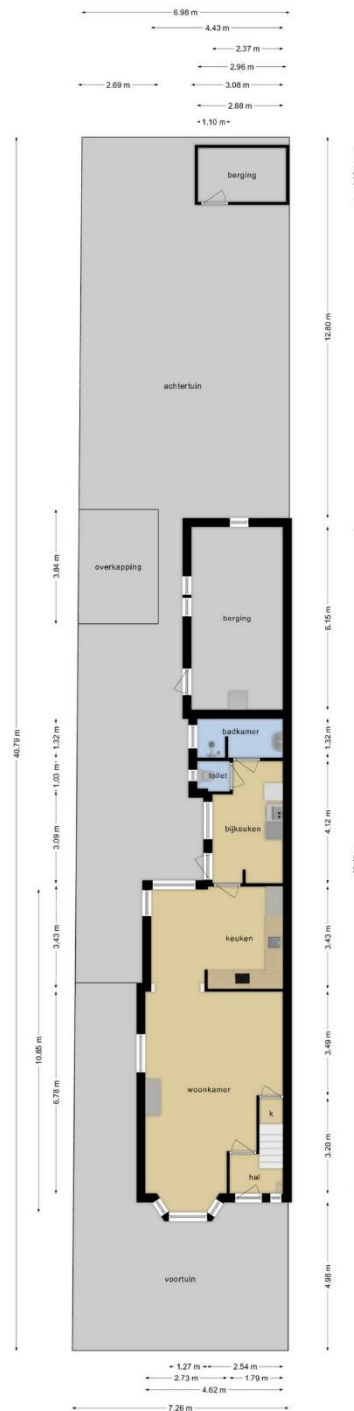 6.98 m
4.43 m
2.37 m
2.96 m
2.69 m
3.08 m
2.88 m
1.10 m
berging
12.80 m
achtertuin
3.84 m
overkapping
berging
6.15 m
40.79 m
1.32 m
badkamer
1.32 m
1.03 m
toilet
bijkeuken
4.12 m
3.09 m
3.43 m
keuken
3.43 m
10.85 m
6.78 m
woonkamer
3.49 m
k
3.20 m
hal
voortuin
4.98 m
1.27 m
2.54 m
2.73 m
1.79 m
4.62 m
7.26 m